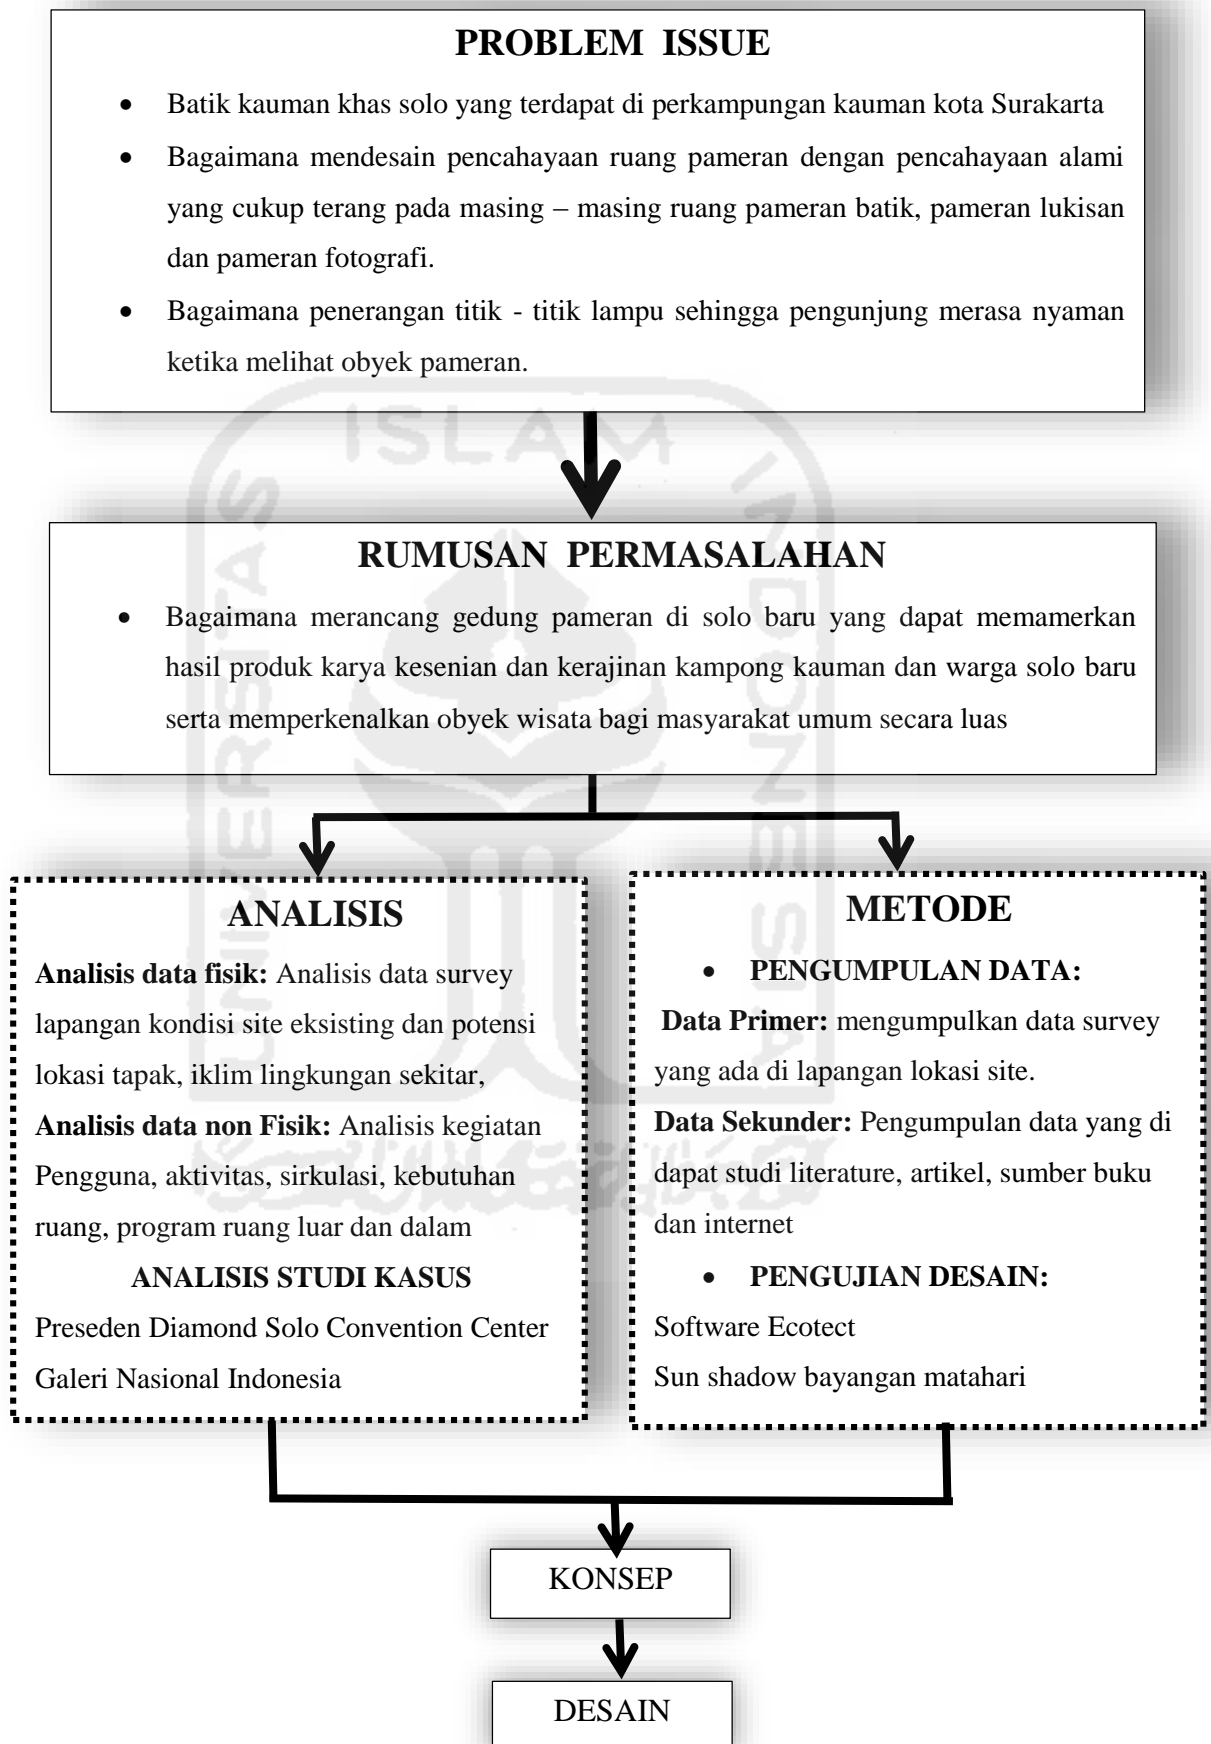 PROBLEM ISSUE
• Batik kauman khas solo yang terdapat di perkampungan kauman kota Surakarta
• Bagaimana mendesain pencahayaan ruang pameran dengan pencahayaan alami
yang cukup terang pada masing – masing ruang pameran batik, pameran lukisan
dan pameran fotografi.
• Bagaimana penerangan titik - titik lampu sehingga pengunjung merasa nyaman
ketika melihat obyek pameran.
RUMUSAN PERMASALAHAN
• Bagaimana merancang gedung pameran di solo baru yang dapat memamerkan
hasil produk karya kesenian dan kerajinan kampong kauman dan warga solo baru
serta memperkenalkan obyek wisata bagi masyarakat umum secara luas
ANALISIS
Analisis data fisik: Analisis data survey
lapangan kondisi site eksisting dan potensi
lokasi tapak, iklim lingkungan sekitar,
Analisis data non Fisik: Analisis kegiatan
Pengguna, aktivitas, sirkulasi, kebutuhan
ruang, program ruang luar dan dalam
ANALISIS STUDI KASUS
Preseden Diamond Solo Convention Center
Galeri Nasional Indonesia
METODE
• PENGUMPULAN DATA:
Data Primer: mengumpulkan data survey
yang ada di lapangan lokasi site.
Data Sekunder: Pengumpulan data yang di
dapat studi literature, artikel, sumber buku
dan internet
• PENGUJIAN DESAIN:
Software Ecotect
Sun shadow bayangan matahari
KONSEP
DESAIN
UNIVERSITAS
ISLAM
INDONESIA